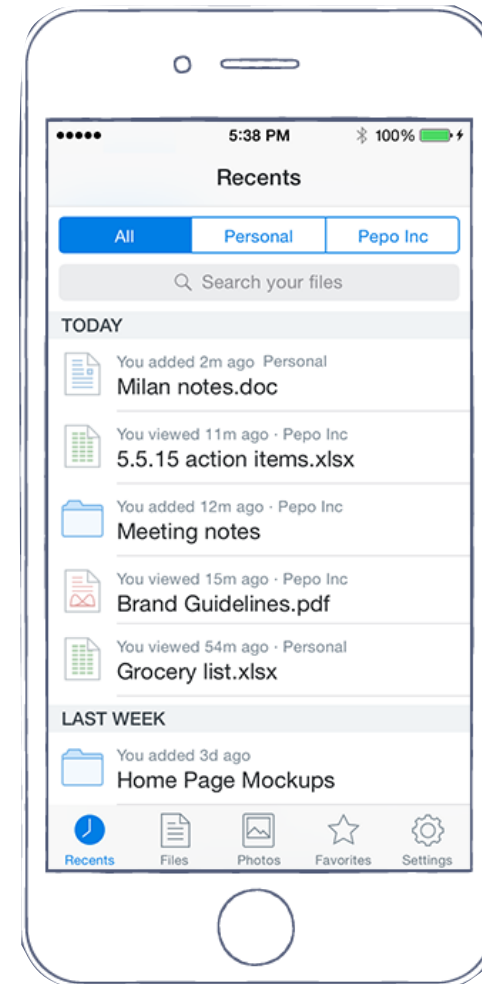 5:38 PM 100%
Recents
All Personal Pepo Inc
Search your files
TODAY
You added 2m ago Personal
Milan notes.doc
You viewed 11m ago · Pepo Inc
5.5.15 action items.xlsx
You added 12m ago · Pepo Inc
Meeting notes
You viewed 15m ago · Pepo Inc
Brand Guidelines.pdf
You viewed 54m ago · Personal
Grocery list.xlsx
LAST WEEK
You added 3d ago
Home Page Mockups
Recents Files Photos Favorites Settings